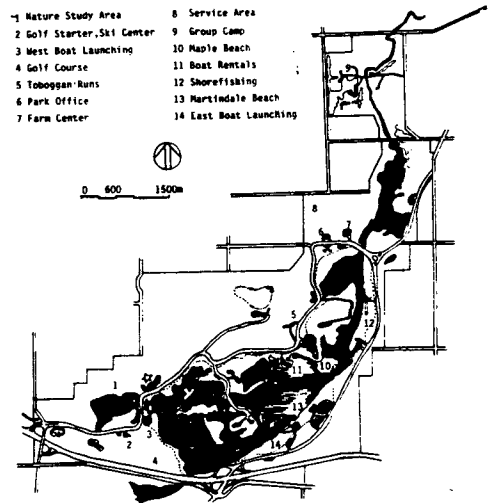 1 Nature Study Area
2 Golf Starter,Ski Center
3 West Boat Launching
4 Golf Course
5 Toboggan Runs
6 Park Office
7 Farm Center
8 Service Area
9 Group Camp
10 Maple Beach
11 Boat Rentals
12 Shorefishing
13 Martindale Beach
14 East Boat Launching
0 600 1500m
9
8
6
7
5
12
11
10
1
13
3
2
14
4